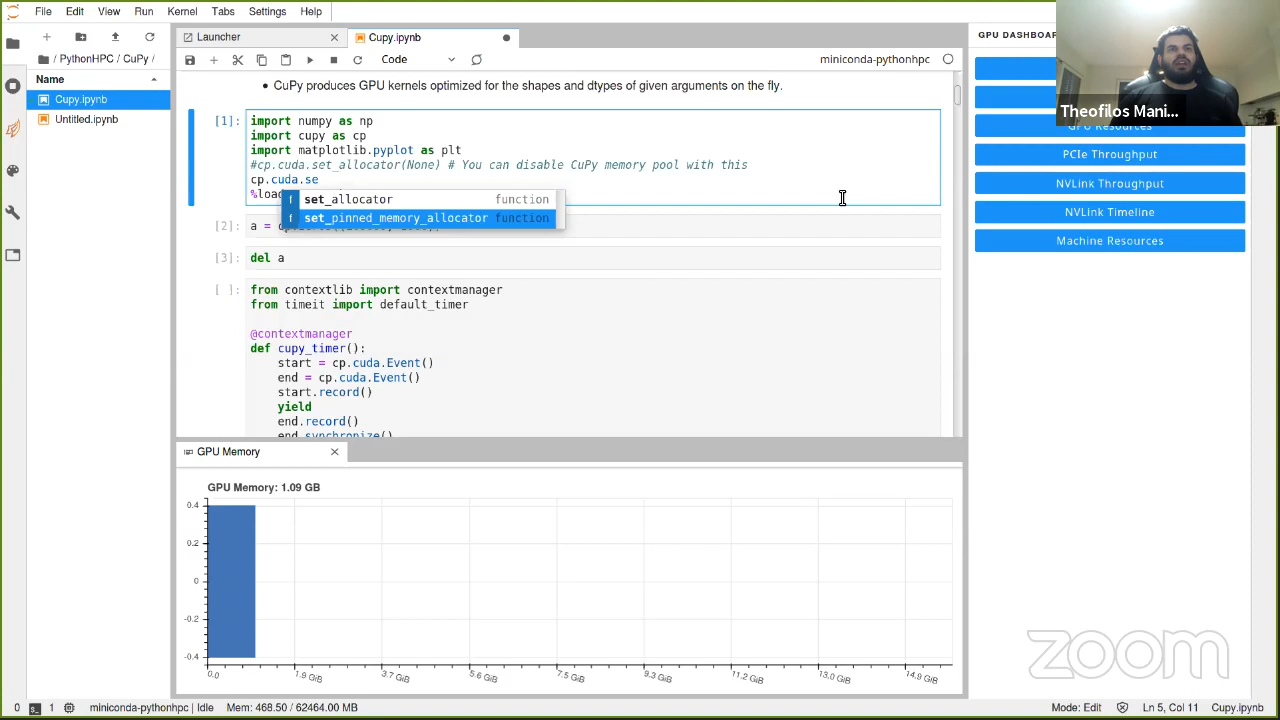 File Edit View Run Kernel Tabs Settings Help
GPU DASHBOAR
Launcher
Cupy.ipynb
/ PythonHPC / CuPy /
Code
miniconda-pythonhpc
Name
Cupy.ipynb
Untitled.ipynb
• CuPy produces GPU kernels optimized for the shapes and dtypes of given arguments on the fly.
[1]:
import numpy as np
import cupy as cp
import matplotlib.pyplot as plt
#cp.cuda.set_allocator(None) # You can disable CuPy memory pool with this
cp.cuda.se
%load
f set_allocator function
f set_pinned_memory_allocator function
[2]: a =
[3]: del a
[ ]:
from contextlib import contextmanager
from timeit import default_timer
@contextmanager
def cupy_timer():
start = cp.cuda.Event()
end = cp.cuda.Event()
start.record()
yield
end.record()
end.synchronize()
Theofilos Mani...
GPU Resources
PCIe Throughput
NVLink Throughput
NVLink Timeline
Machine Resources
GPU Memory
GPU Memory: 1.09 GB
0.4
0.2
0
-0.2
-0.4
0.0 1.9 GiB 3.7 GiB 5.6 GiB 7.5 GiB 9.3 GiB 11.2 GiB 13.0 GiB 14.9 GiB
zoom
0 1 miniconda-pythonhpc | Idle Mem: 468.50 / 62464.00 MB Mode: Edit Ln 5, Col 11 Cupy.ipynb